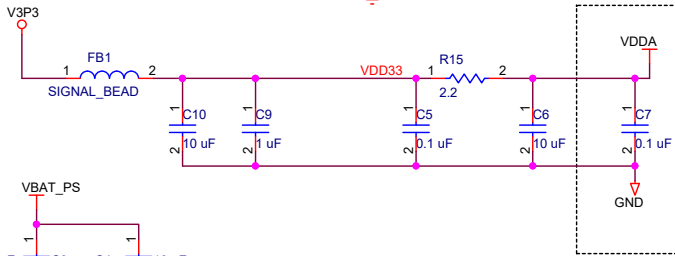 V3P3
FB1
1 2
SIGNAL_BEAD
VDD33
R15
1 2
2.2
VDDA
1
C10
10 uF
2
1
C9
1 uF
2
1
C5
0.1 uF
2
1
C6
10 uF
2
1
C7
0.1 uF
2
GND
VBAT_PS
1
1